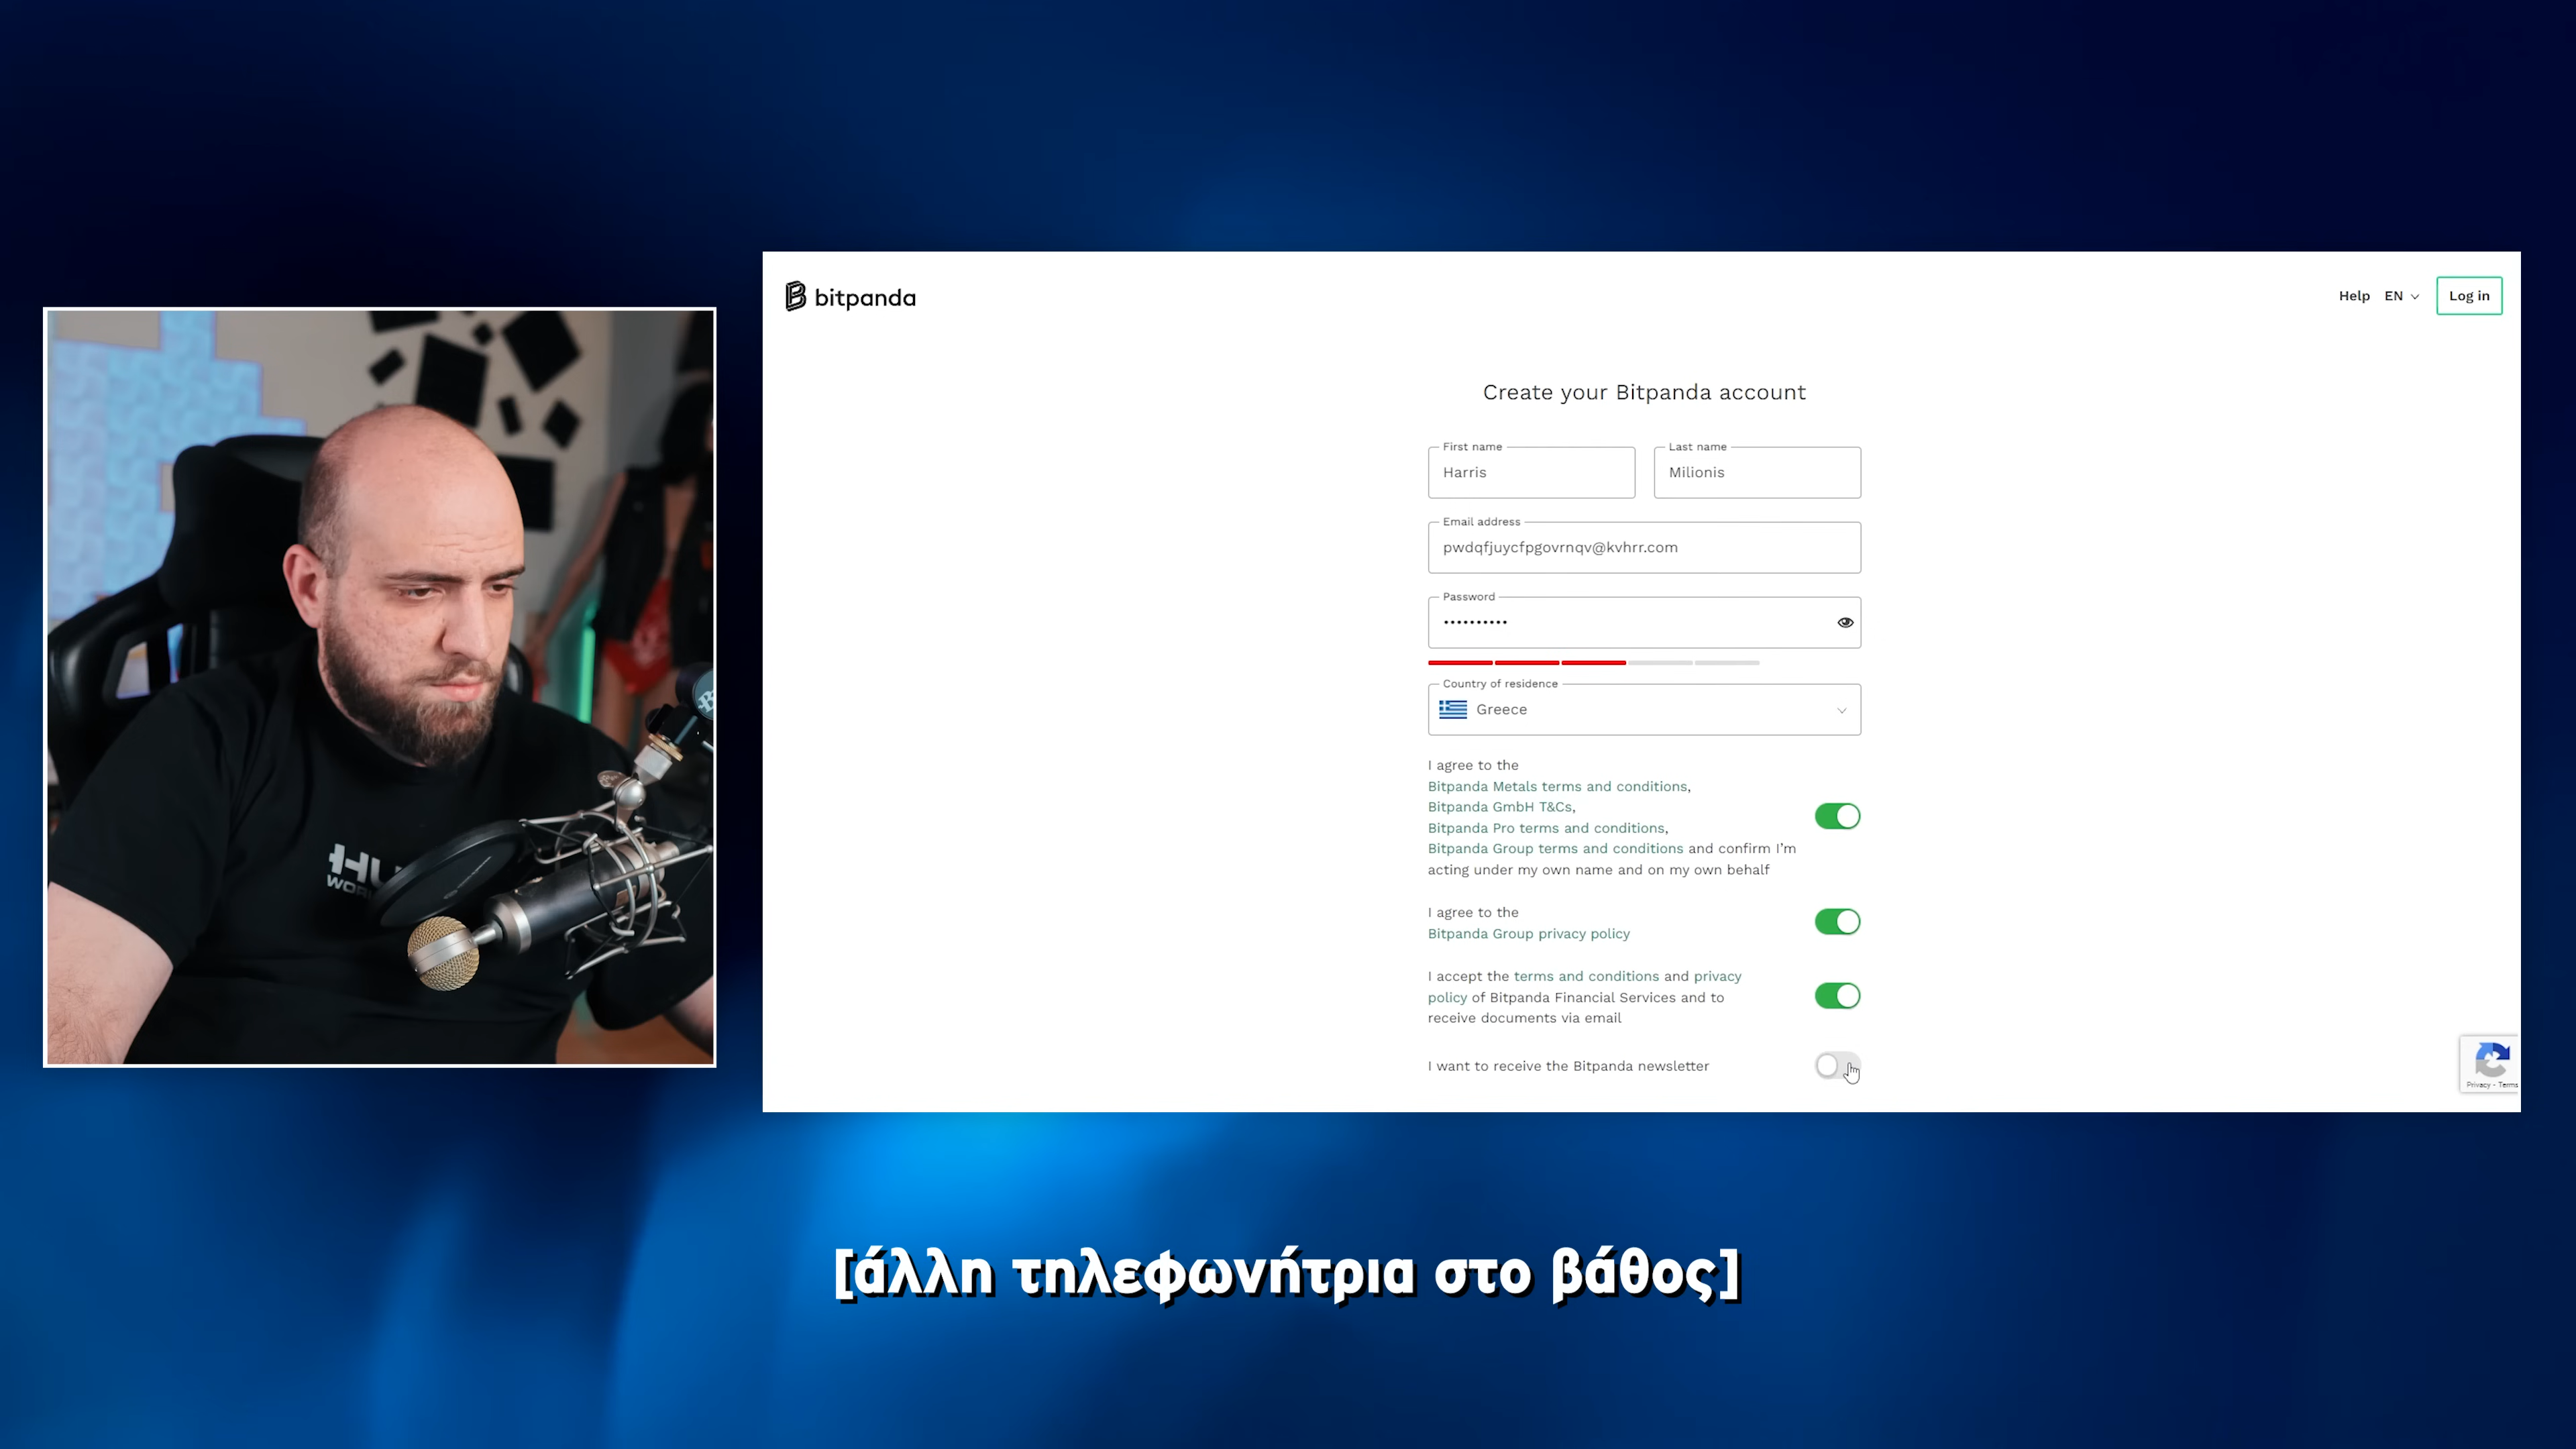 bitpanda
Help EN Log in
Create your Bitpanda account
First name
Harris
Last name
Milionis
Email address
pwdqfjuycfpgovrnqv@kvhrr.com
Password
••••••••••
Country of residence
Greece
I agree to the
Bitpanda Metals terms and conditions,
Bitpanda GmbH T&Cs,
Bitpanda Pro terms and conditions,
Bitpanda Group terms and conditions and confirm I'm
acting under my own name and on my own behalf
I agree to the
Bitpanda Group privacy policy
I accept the terms and conditions and privacy
policy of Bitpanda Financial Services and to
receive documents via email
I want to receive the Bitpanda newsletter
Privacy - Terms
[άλλη τηλεφωνήτρια στο βάθος]